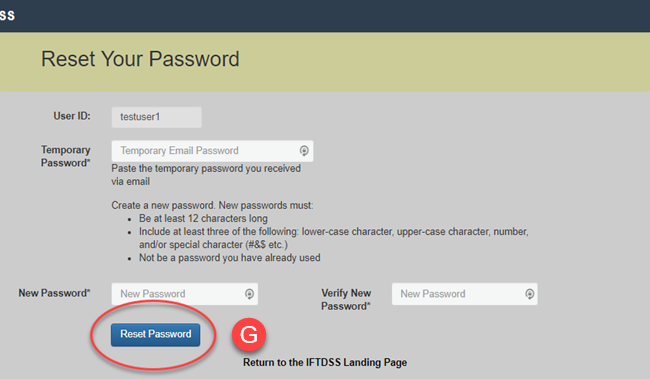 SS
Reset Your Password
User ID:
testuser1
Temporary
Password*
Temporary Email Password
Paste the temporary password you received
via email
Create a new password. New passwords must:
• Be at least 12 characters long
• Include at least three of the following: lower-case character, upper-case character, number,
and/or special character (#&$ etc.)
• Not be a password you have already used
New Password*
New Password
Verify New
Password*
New Password
Reset Password
G
Return to the IFTDSS Landing Page